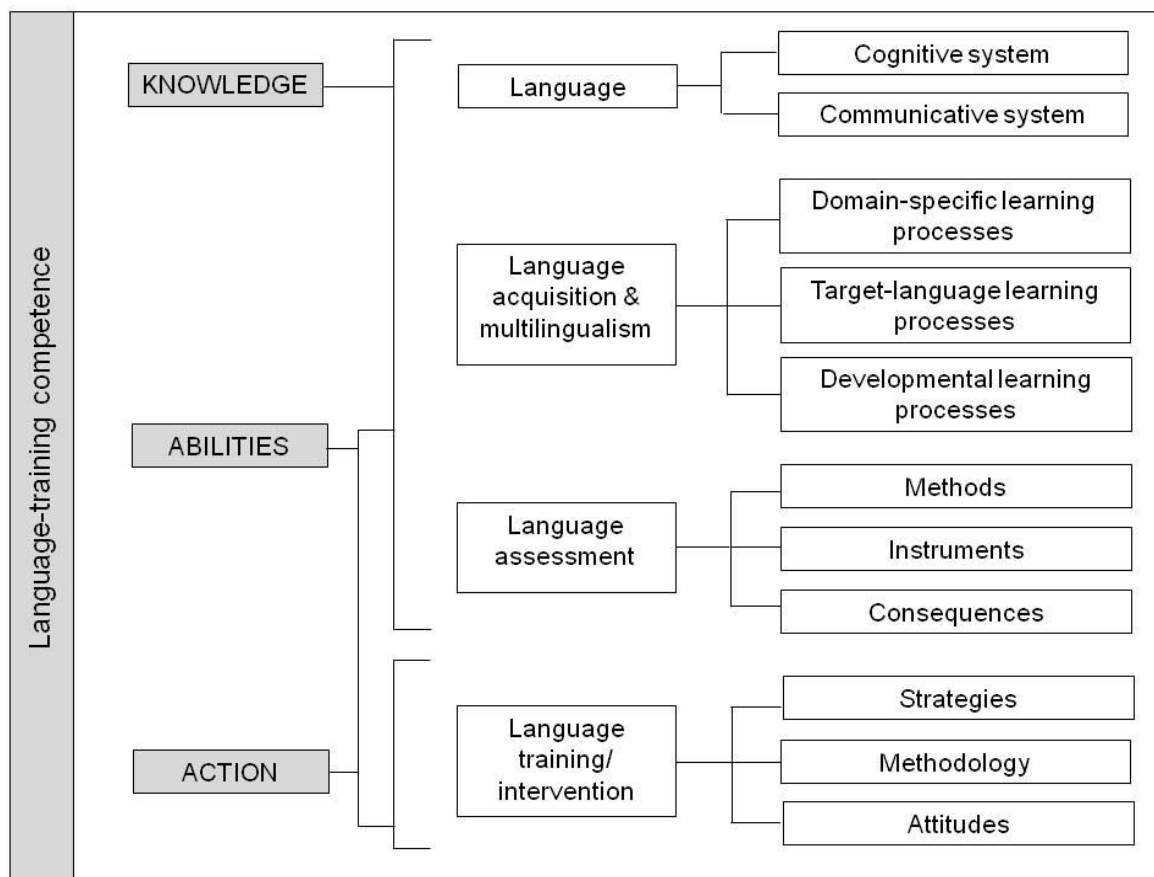 Language-training competence
KNOWLEDGE
ABILITIES
ACTION
Language
Cognitive system
Communicative system
Language
acquisition &
multilingualism
Domain-specific learning
processes
Target-language learning
processes
Developmental learning
processes
Language
assessment
Methods
Instruments
Consequences
Language
training/
intervention
Strategies
Methodology
Attitudes